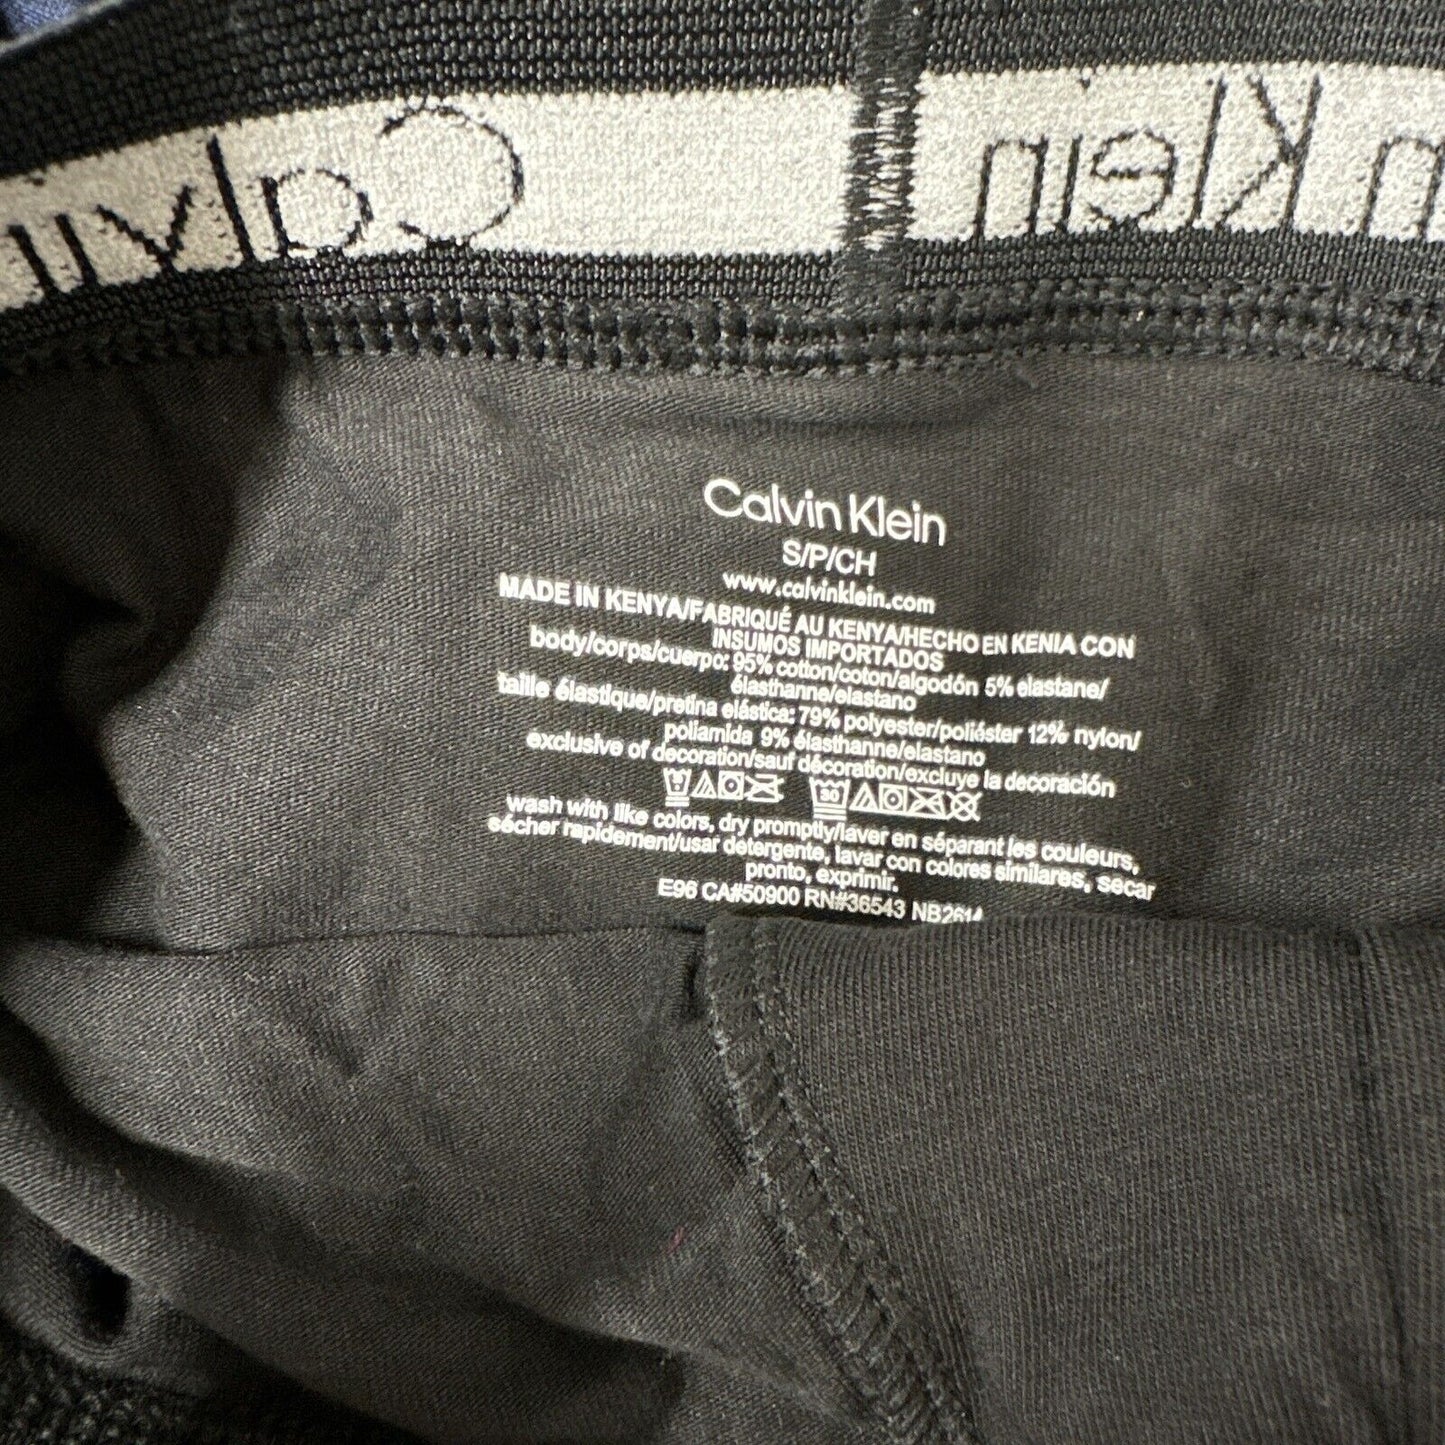 Calvin
Klein
Calvin Klein
S/P/CH
www.calvinklein.com
MADE IN KENYA/FABRIQUÉ AU KENYA/HECHO EN KENIA CON
INSUMOS IMPORTADOS
body/corps/cuerpo: 95% cotton/coton/algodón 5% elastane/
élasthanne/elastano
taille élastique/pretina elástica: 79% polyester/poliéster 12% nylon/
poliamida 9% élasthanne/elastano
exclusive of decoration/sauf décoration/excluye la decoración
wash with like colors, dry promptly/laver en séparant les couleurs,
sécher rapidement/usar detergente, lavar con colores similares, secar
pronto, exprimir.
E96 CA#50900 RN#36543 NB2614